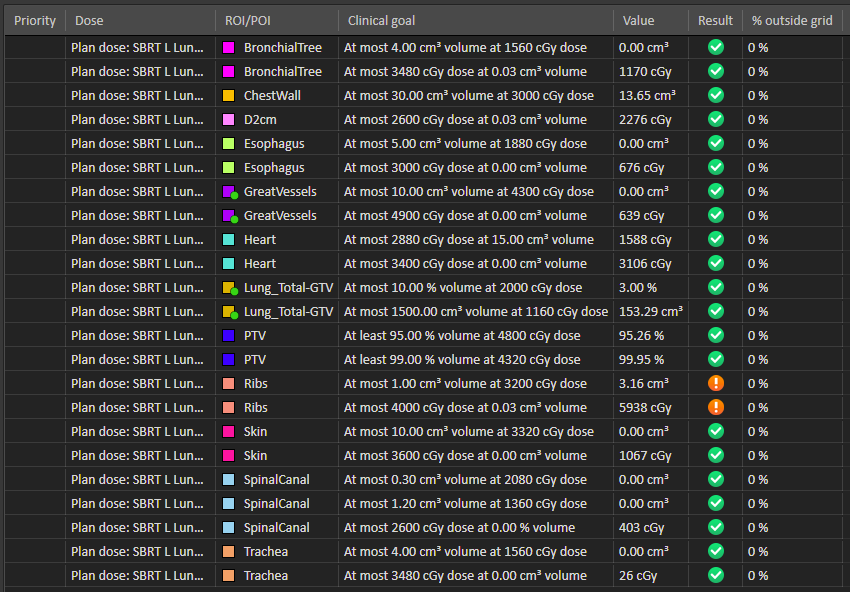 Priority Dose ROI/POI Clinical goal Value Result % outside grid
Plan dose: SBRT L Lun... BronchialTree At most 4.00 cm³ volume at 1560 cGy dose 0.00 cm³ 0 %
Plan dose: SBRT L Lun... BronchialTree At most 3480 cGy dose at 0.03 cm³ volume 1170 cGy 0 %
Plan dose: SBRT L Lun... ChestWall At most 30.00 cm³ volume at 3000 cGy dose 13.65 cm³ 0 %
Plan dose: SBRT L Lun... D2cm At most 2600 cGy dose at 0.03 cm³ volume 2276 cGy 0 %
Plan dose: SBRT L Lun... Esophagus At most 5.00 cm³ volume at 1880 cGy dose 0.00 cm³ 0 %
Plan dose: SBRT L Lun... Esophagus At most 3000 cGy dose at 0.00 cm³ volume 676 cGy 0 %
Plan dose: SBRT L Lun... GreatVessels At most 10.00 cm³ volume at 4300 cGy dose 0.00 cm³ 0 %
Plan dose: SBRT L Lun... GreatVessels At most 4900 cGy dose at 0.00 cm³ volume 639 cGy 0 %
Plan dose: SBRT L Lun... Heart At most 2880 cGy dose at 15.00 cm³ volume 1588 cGy 0 %
Plan dose: SBRT L Lun... Heart At most 3400 cGy dose at 0.00 cm³ volume 3106 cGy 0 %
Plan dose: SBRT L Lun... Lung_Total-GTV At most 10.00 % volume at 2000 cGy dose 3.00 % 0 %
Plan dose: SBRT L Lun... Lung_Total-GTV At most 1500.00 cm³ volume at 1160 cGy dose 153.29 cm³ 0 %
Plan dose: SBRT L Lun... PTV At least 95.00 % volume at 4800 cGy dose 95.26 % 0 %
Plan dose: SBRT L Lun... PTV At least 99.00 % volume at 4320 cGy dose 99.95 % 0 %
Plan dose: SBRT L Lun... Ribs At most 1.00 cm³ volume at 3200 cGy dose 3.16 cm³ 0 %
Plan dose: SBRT L Lun... Ribs At most 4000 cGy dose at 0.03 cm³ volume 5938 cGy 0 %
Plan dose: SBRT L Lun... Skin At most 10.00 cm³ volume at 3320 cGy dose 0.00 cm³ 0 %
Plan dose: SBRT L Lun... Skin At most 3600 cGy dose at 0.00 cm³ volume 1067 cGy 0 %
Plan dose: SBRT L Lun... SpinalCanal At most 0.30 cm³ volume at 2080 cGy dose 0.00 cm³ 0 %
Plan dose: SBRT L Lun... SpinalCanal At most 1.20 cm³ volume at 1360 cGy dose 0.00 cm³ 0 %
Plan dose: SBRT L Lun... SpinalCanal At most 2600 cGy dose at 0.00 % volume 403 cGy 0 %
Plan dose: SBRT L Lun... Trachea At most 4.00 cm³ volume at 1560 cGy dose 0.00 cm³ 0 %
Plan dose: SBRT L Lun... Trachea At most 3480 cGy dose at 0.00 cm³ volume 26 cGy 0 %